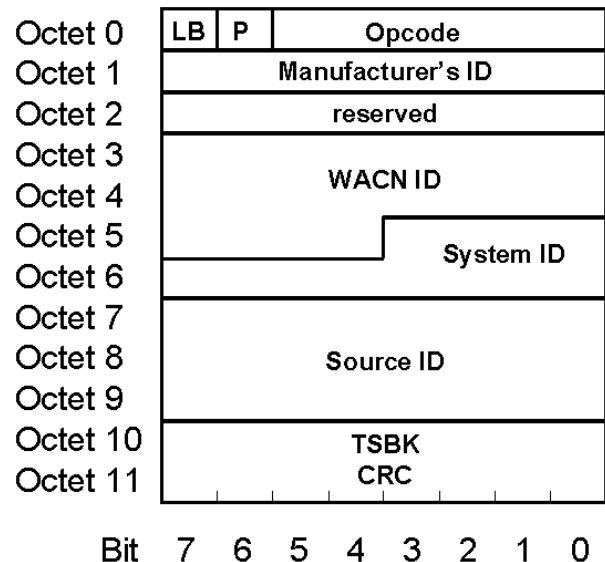 Octet 0 LB P Opcode
Octet 1 Manufacturer's ID
Octet 2 reserved
Octet 3
WACN ID
Octet 4
Octet 5
System ID
Octet 6
Octet 7
Octet 8 Source ID
Octet 9
Octet 10 TSBK
Octet 11 CRC
Bit 7 6 5 4 3 2 1 0